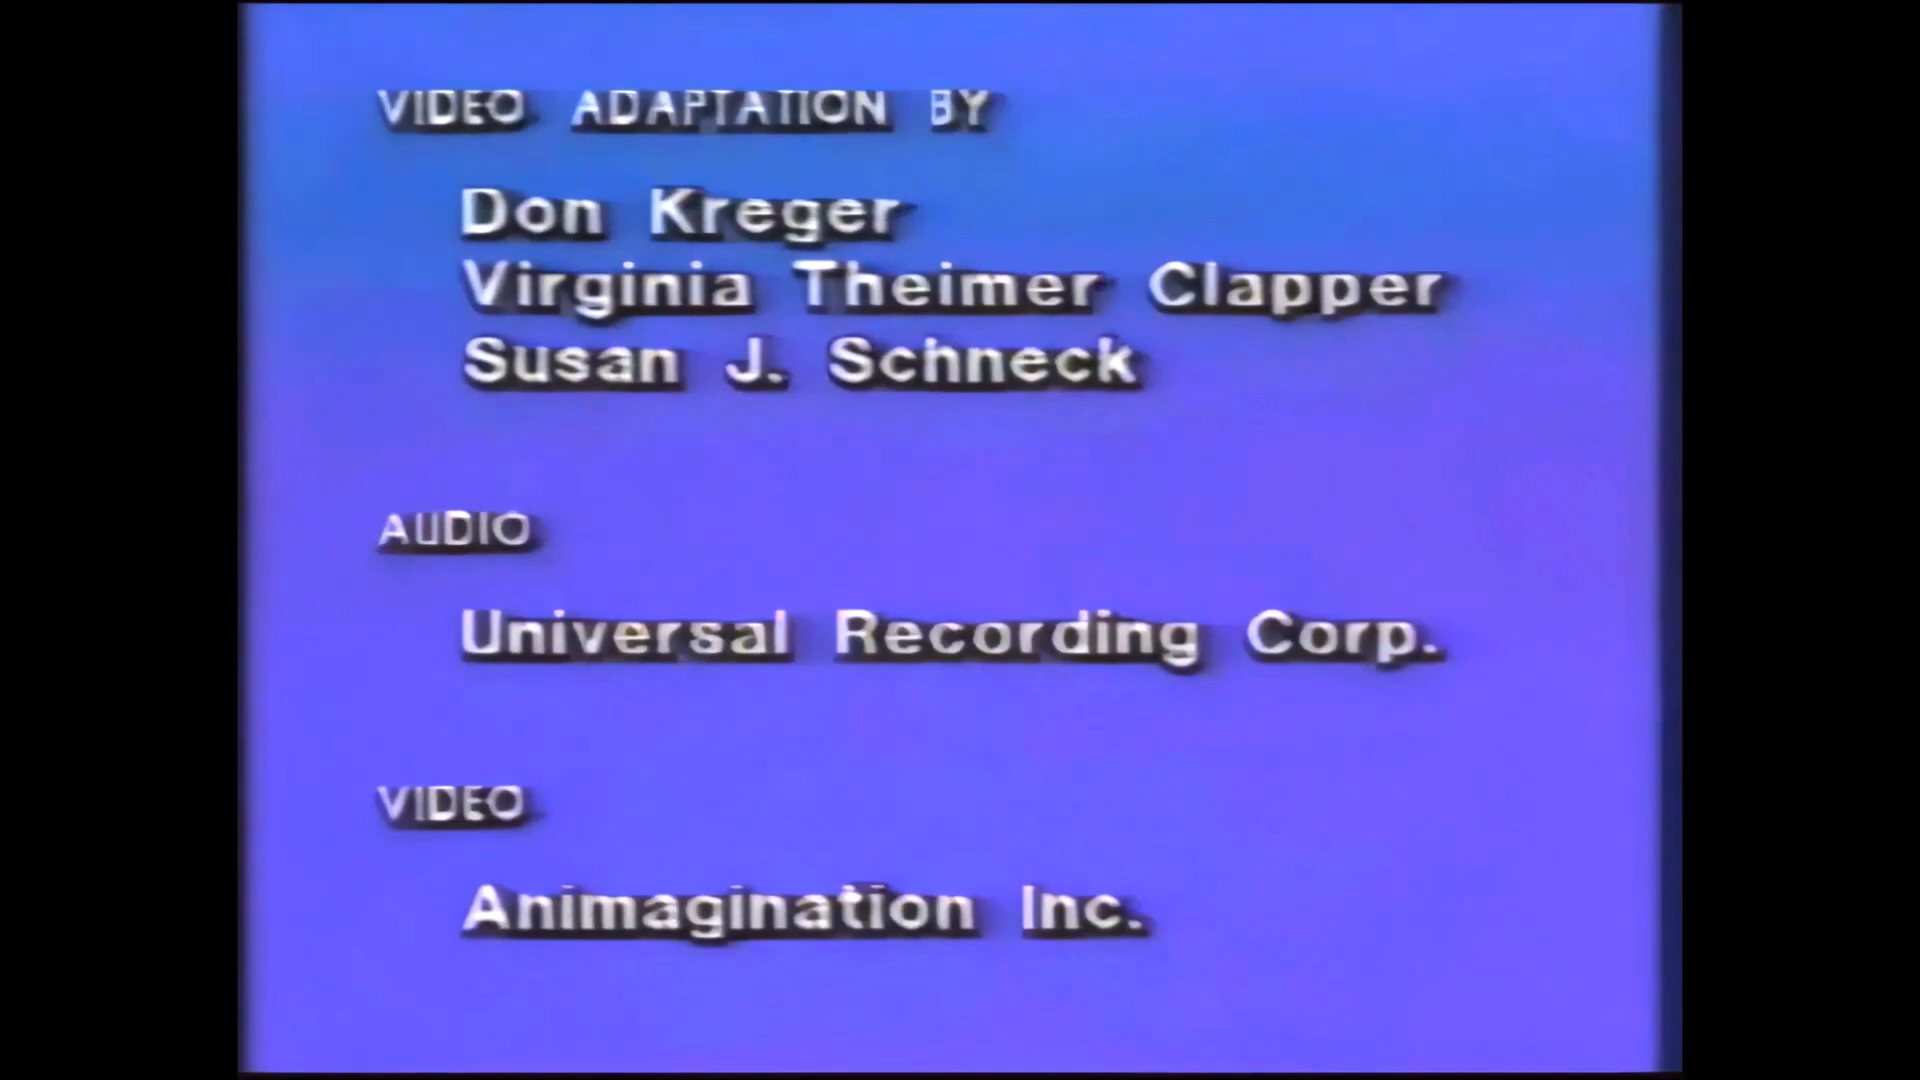 VIDEO ADAPTATION BY
Don Kreger
Virginia Theimer Clapper
Susan J. Schneck
AUDIO
Universal Recording Corp.
VIDEO
Animagination Inc.